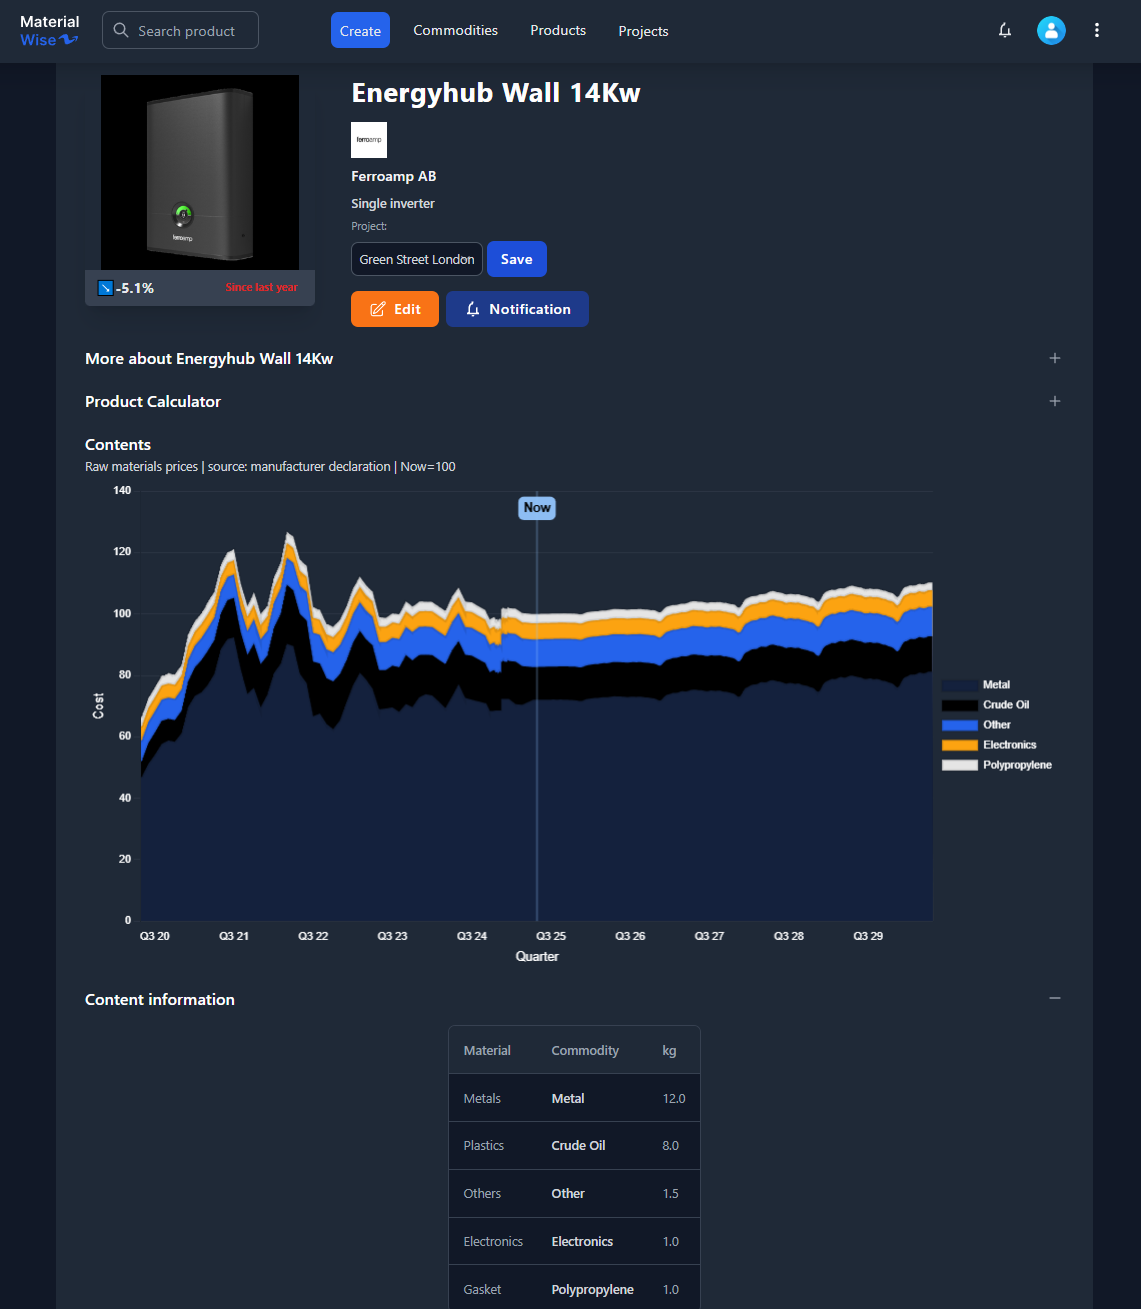 Material
Wise
Search product
Create
Commodities
Products
Projects
Energyhub Wall 14Kw
ferroamp
Ferroamp AB
Single inverter
Project:
Green Street London
Save
ferroamp
-5.1%
Since last year
Edit
Notification
More about Energyhub Wall 14Kw
Product Calculator
Contents
Raw materials prices | source: manufacturer declaration | Now=100
140
120
100
80
60
40
20
0
Cost
Now
Q3 20 Q3 21 Q3 22 Q3 23 Q3 24 Q3 25 Q3 26 Q3 27 Q3 28 Q3 29
Quarter
Metal
Crude Oil
Other
Electronics
Polypropylene
Content information
Material Commodity kg
Metals Metal 12.0
Plastics Crude Oil 8.0
Others Other 1.5
Electronics Electronics 1.0
Gasket Polypropylene 1.0